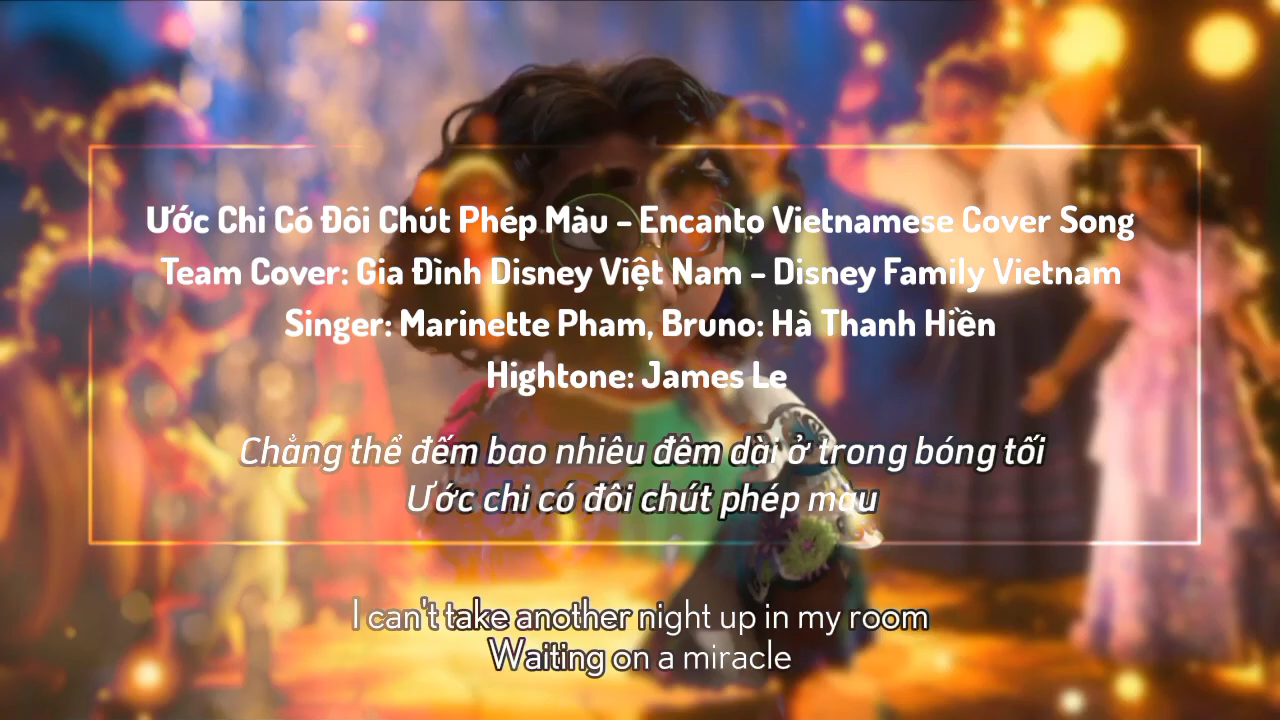 Ước Chi Có Đôi Chút Phép Màu – Encanto Vietnamese Cover Song
Team Cover: Gia Đình Disney Việt Nam – Disney Family Vietnam
Singer: Marinette Pham, Bruno: Hà Thanh Hiền
Hightone: James Le
Chẳng thể đếm bao nhiêu đêm dài ở trong bóng tối
Ước chi có đôi chút phép màu
I can't take another night up in my room
Waiting on a miracle